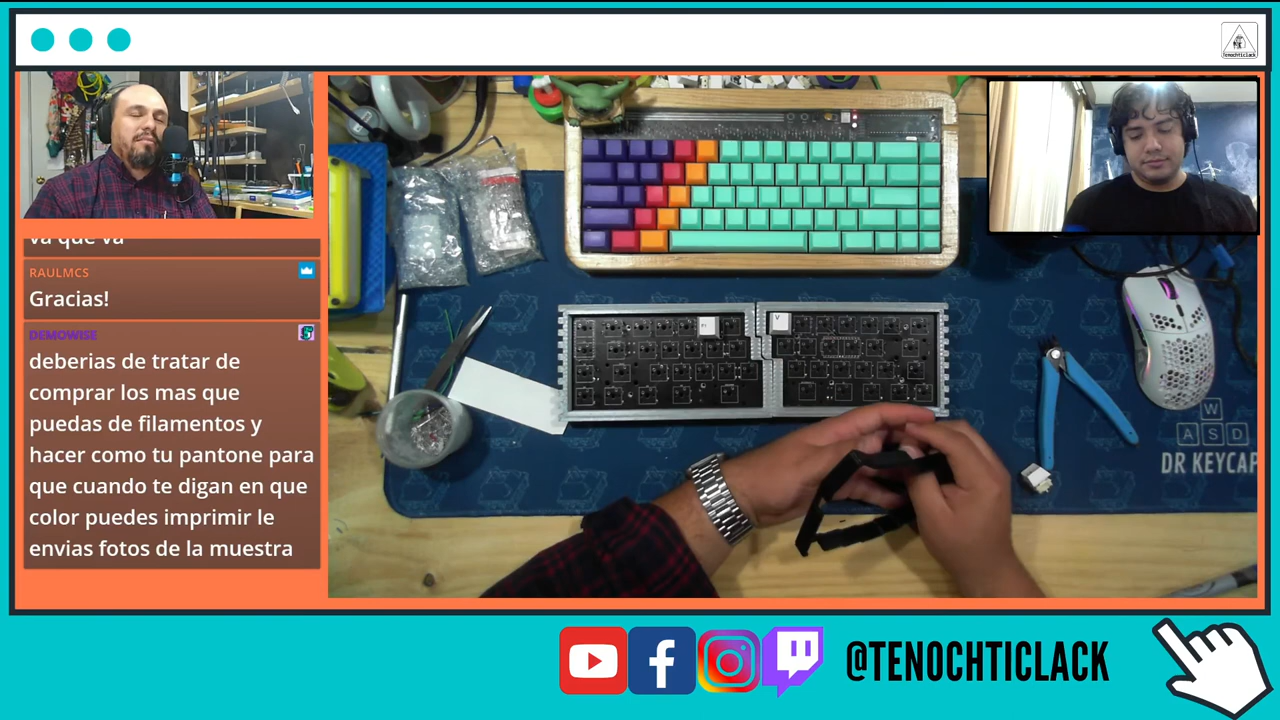 tenochticlack
va que va
RAULMCS
Gracias!
DEMOWISE
deberias de tratar de
comprar los mas que
puedas de filamentos y
hacer como tu pantone para
que cuando te digan en que
color puedes imprimir le
envias fotos de la muestra
V
W
A S D
DR KEYCAP
@TENOCHTICLACK